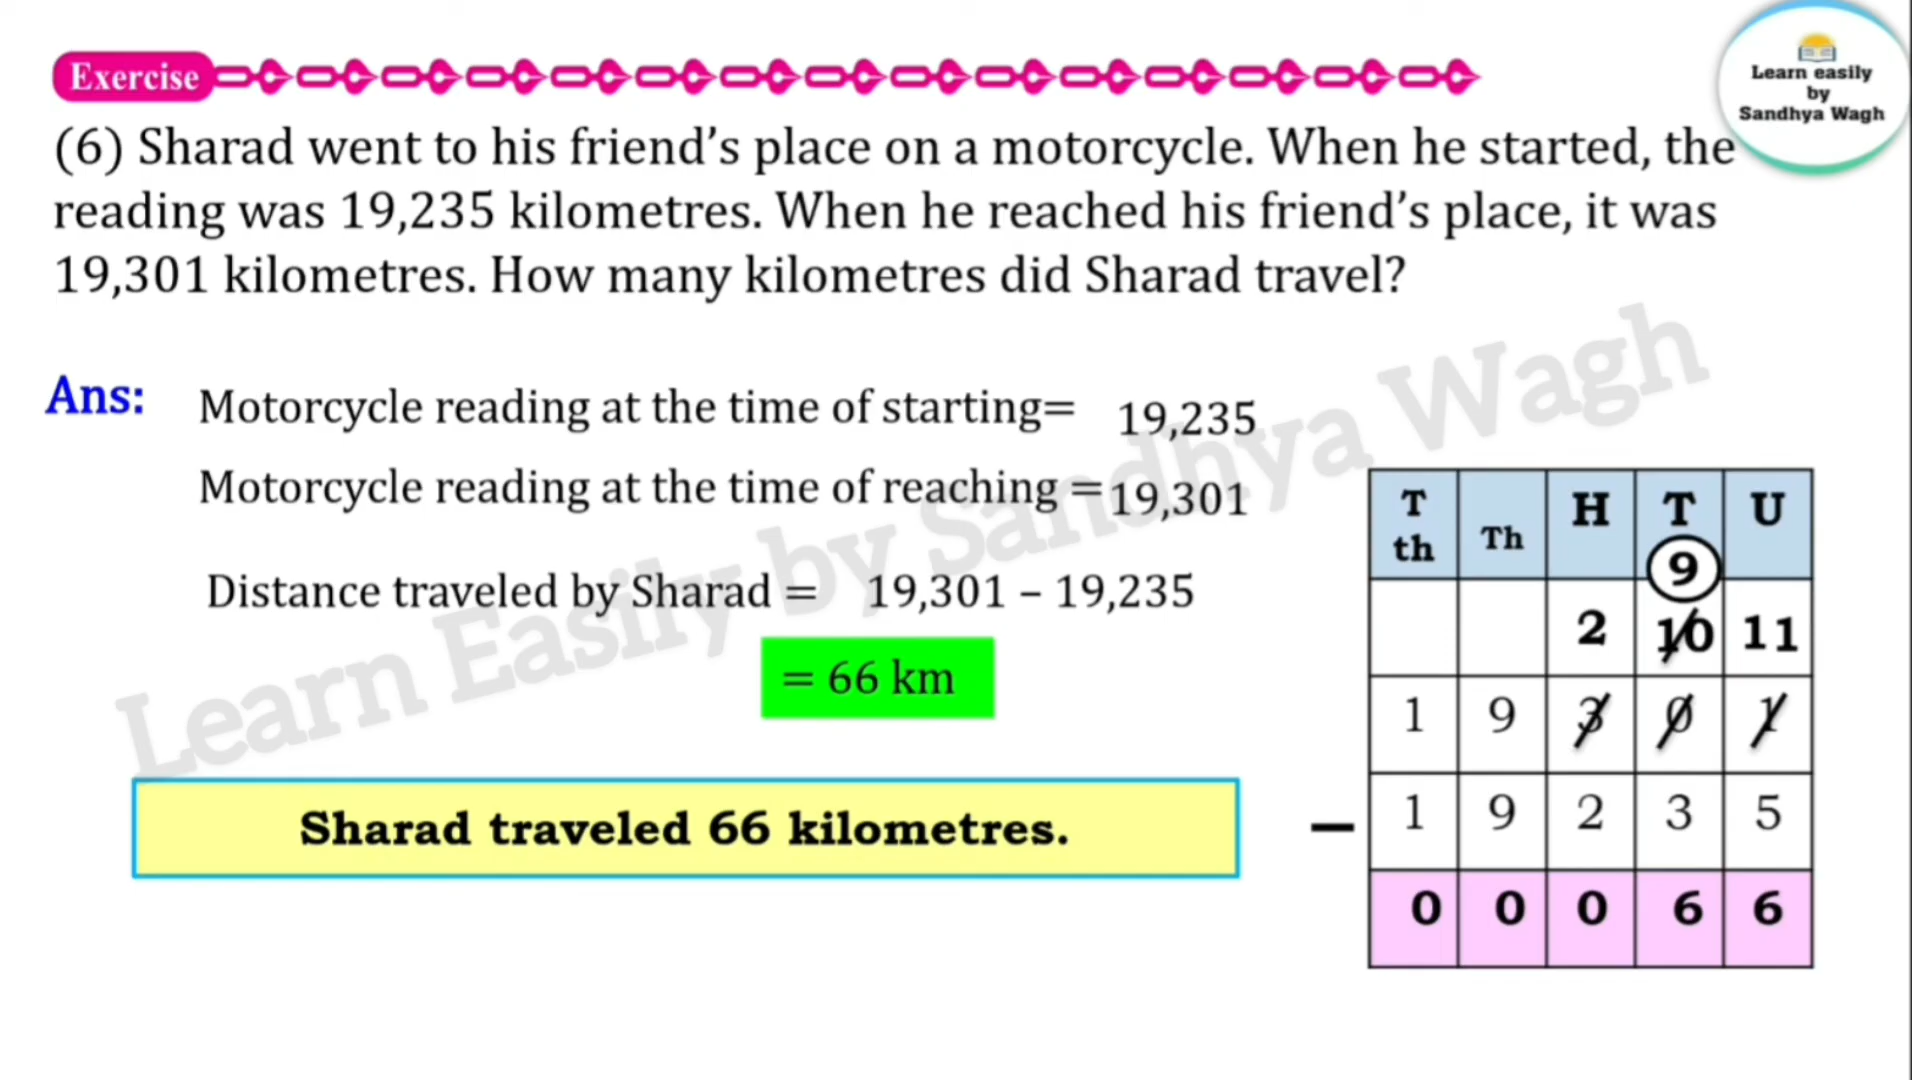 Exercise
Learn easily
by
Sandhya Wagh
(6) Sharad went to his friend’s place on a motorcycle. When he started, the
reading was 19,235 kilometres. When he reached his friend’s place, it was
19,301 kilometres. How many kilometres did Sharad travel?
Ans: Motorcycle reading at the time of starting= 19,235
Motorcycle reading at the time of reaching =19,301
Distance traveled by Sharad = 19,301 – 19,235
= 66 km
Sharad traveled 66 kilometres.
T th Th H T U
9
2 10 11
1 9 3 0 1
– 1 9 2 3 5
0 0 0 6 6
Learn Easily by Sandhya Wagh